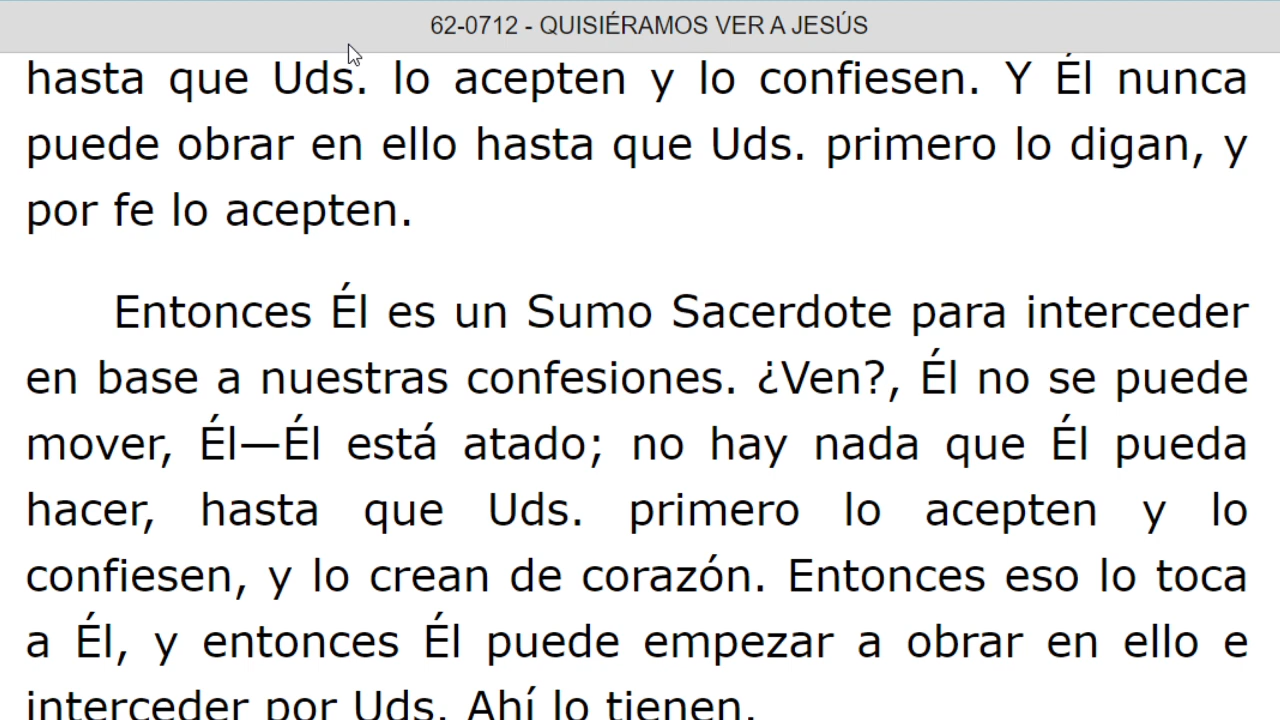 62-0712 - QUISIÉRAMOS VER A JESÚS
hasta que Uds. lo acepten y lo confiesen. Y Él nunca
puede obrar en ello hasta que Uds. primero lo digan, y
por fe lo acepten.
Entonces Él es un Sumo Sacerdote para interceder
en base a nuestras confesiones. ¿Ven?, Él no se puede
mover, Él—Él está atado; no hay nada que Él pueda
hacer, hasta que Uds. primero lo acepten y lo
confiesen, y lo crean de corazón. Entonces eso lo toca
a Él, y entonces Él puede empezar a obrar en ello e
interceder por Uds. Ahí lo tienen.